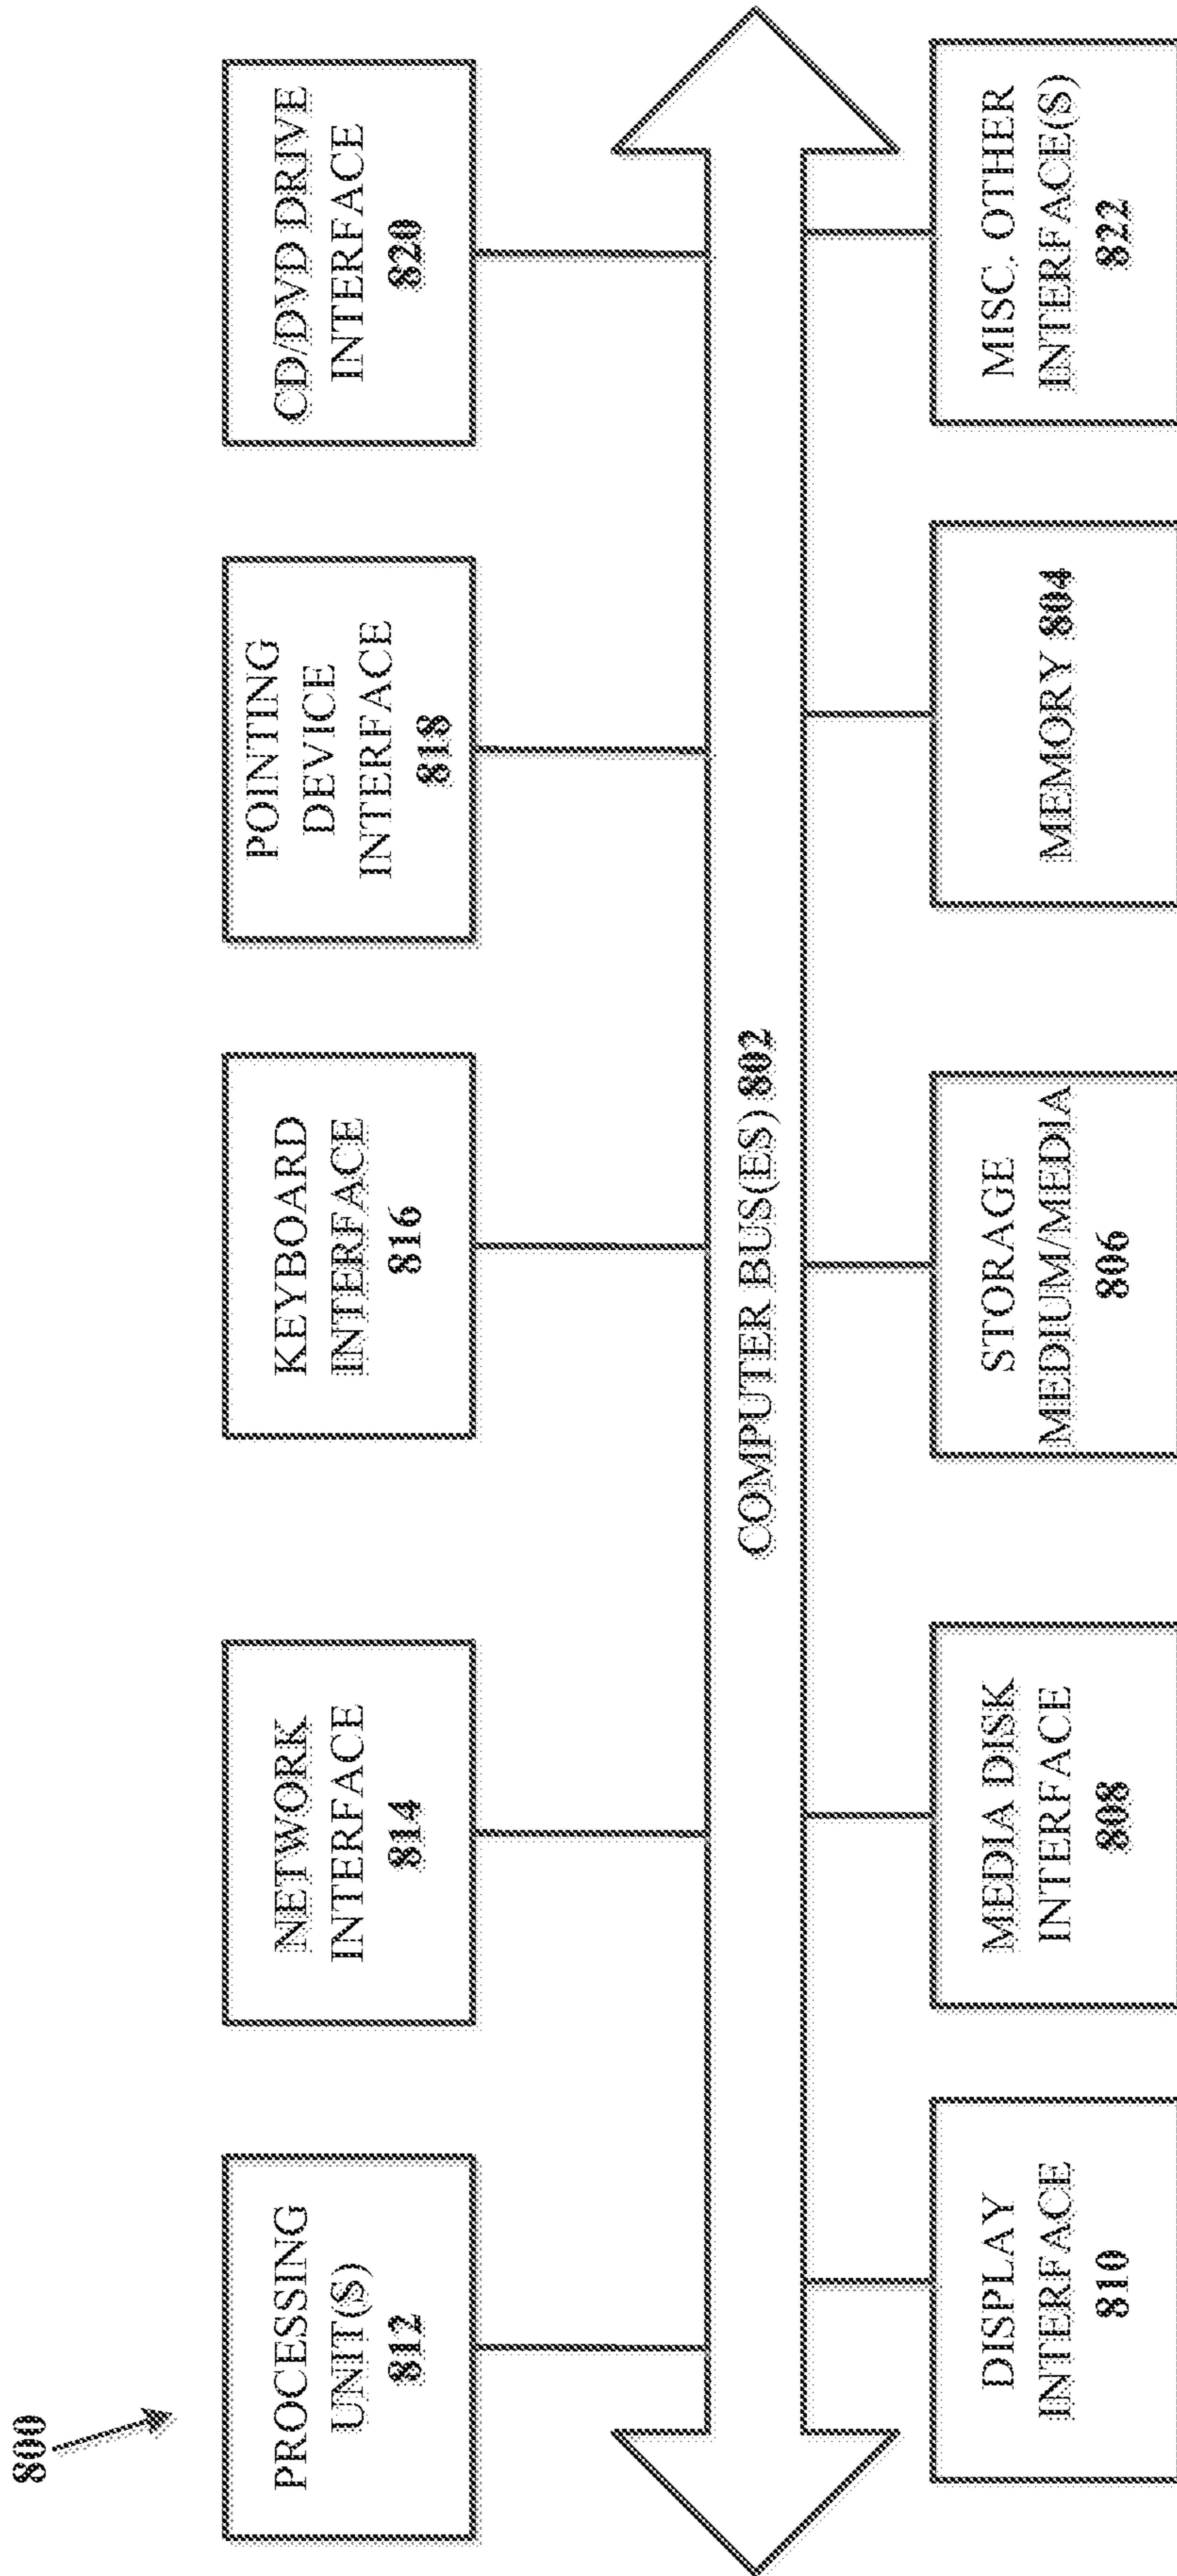 800
PROCESSING
UNIT(S)
812
NETWORK
INTERFACE
814
KEYBOARD
INTERFACE
816
POINTING
DEVICE
INTERFACE
818
CD/DVD DRIVE
INTERFACE
820
COMPUTER BUS(ES) 802
DISPLAY
INTERFACE
810
MEDIA DISK
INTERFACE
808
STORAGE
MEDIUM/MEDIA
806
MEMORY 804
MISC. OTHER
INTERFACE(S)
822